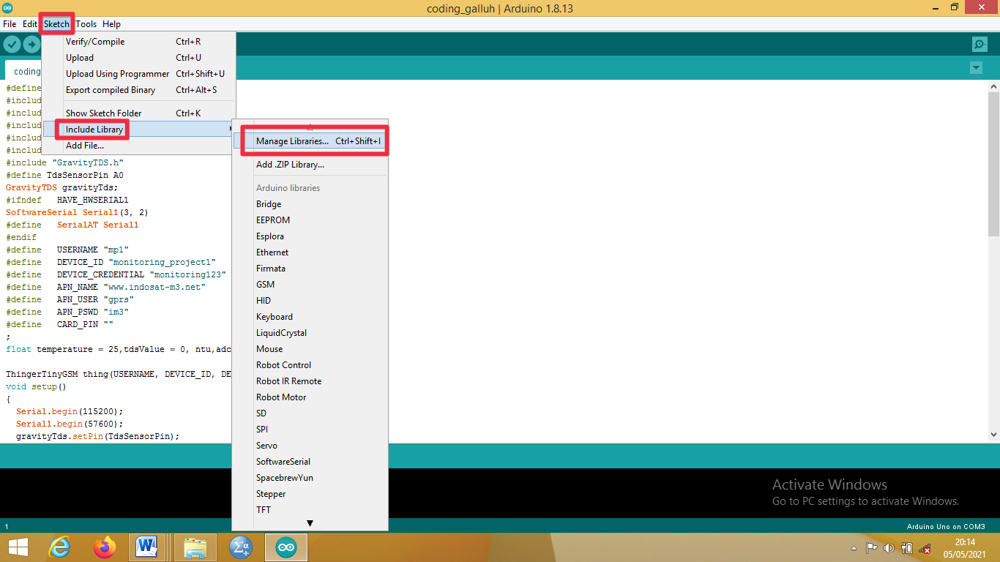 coding_galluh | Arduino 1.8.13
File Edit Sketch Tools Help
Verify/Compile Ctrl+R
Upload Ctrl+U
Upload Using Programmer Ctrl+Shift+U
Export compiled Binary Ctrl+Alt+S
Show Sketch Folder Ctrl+K
Include Library
Add File...
Manage Libraries... Ctrl+Shift+I
Add .ZIP Library...
Arduino libraries
Bridge
EEPROM
Esplora
Ethernet
Firmata
GSM
HID
Keyboard
LiquidCrystal
Mouse
Robot Control
Robot IR Remote
Robot Motor
SD
SPI
Servo
SoftwareSerial
SpacebrewYun
Stepper
TFT
coding
#define
#includ
#includ
#includ
#includ
#includ
#include "GravityTDS.h"
#define TdsSensorPin A0
GravityTDS gravityTds;
#ifndef HAVE_HWSERIAL1
SoftwareSerial Serial1(3, 2)
#define SerialAT Serial1
#endif
#define USERNAME "mp1"
#define DEVICE_ID "monitoring_project1"
#define DEVICE_CREDENTIAL "monitoring123"
#define APN_NAME "www.indosat-m3.net"
#define APN_USER "gprs"
#define APN_PSWD "im3"
#define CARD_PIN ""
;
float temperature = 25,tdsValue = 0, ntu,adc
ThingerTinyGSM thing(USERNAME, DEVICE_ID, DE
void setup()
{
Serial.begin(115200);
Serial1.begin(57600);
gravityTds.setPin(TdsSensorPin);
Activate Windows
Go to PC settings to activate Windows.
1
Arduino Uno on COM3
20:14
05/05/2021